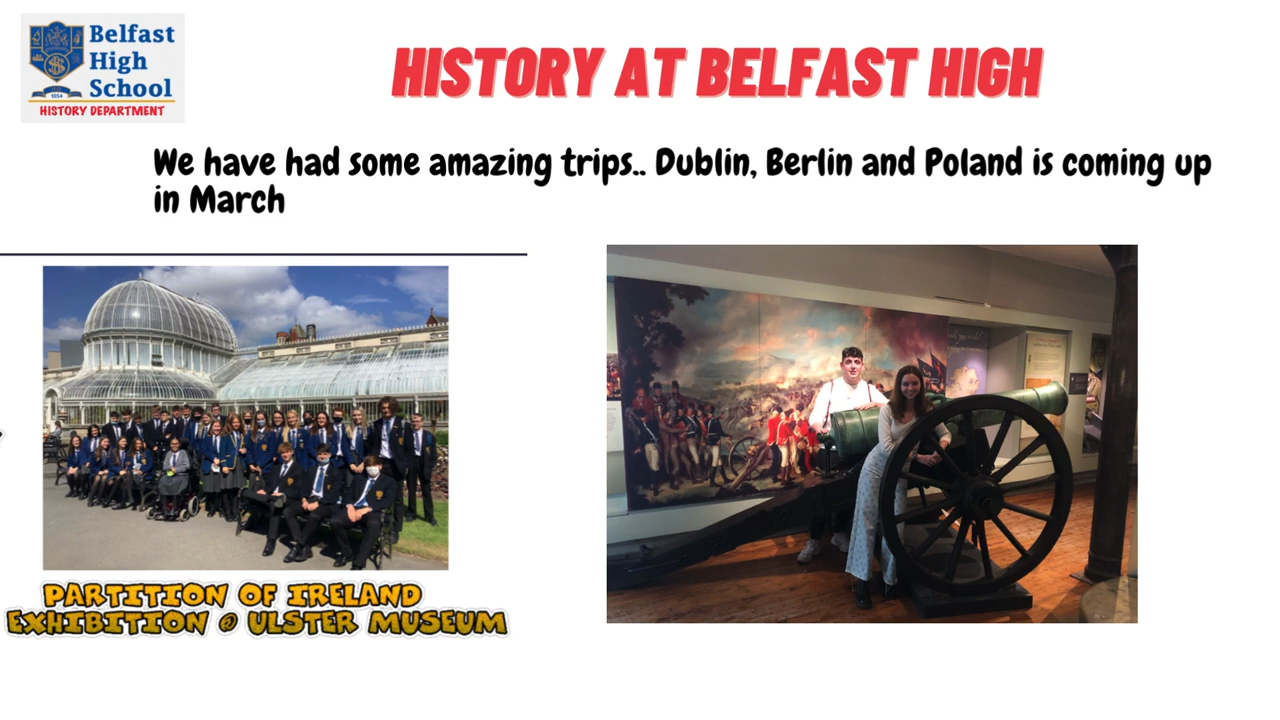 Belfast
High
School
1854
HISTORY DEPARTMENT
HISTORY AT BELFAST HIGH
We have had some amazing trips.. Dublin, Berlin and Poland is coming up
in March
PARTITION OF IRELAND
EXHIBITION @ ULSTER MUSEUM